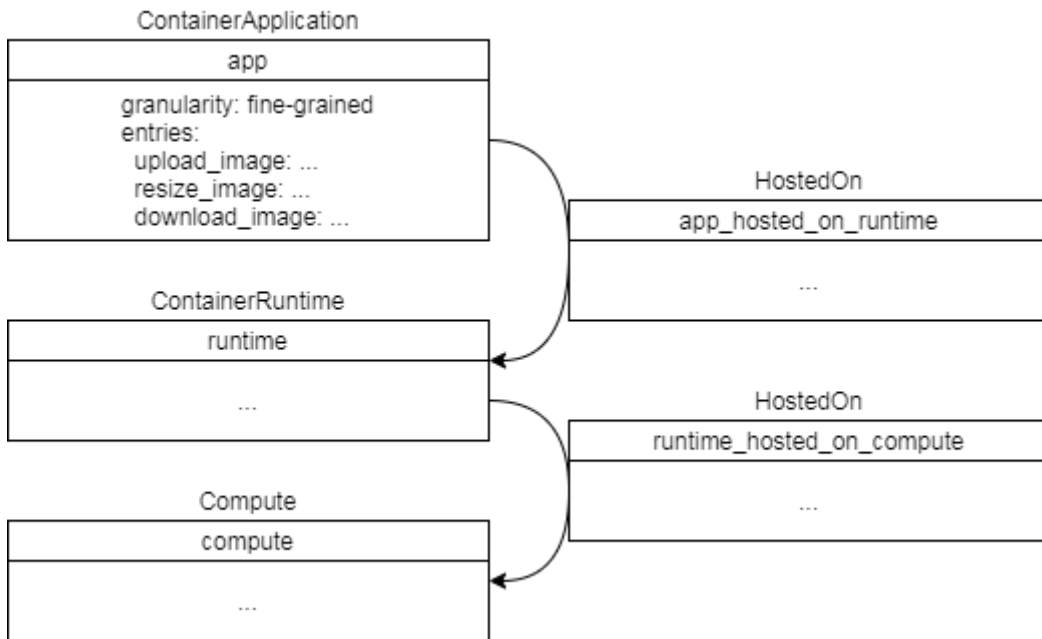 ContainerApplication
app
granularity: fine-grained
entries:
upload_image: ...
resize_image: ...
download_image: ...
HostedOn
app_hosted_on_runtime
...
ContainerRuntime
runtime
...
HostedOn
runtime_hosted_on_compute
...
Compute
compute
...